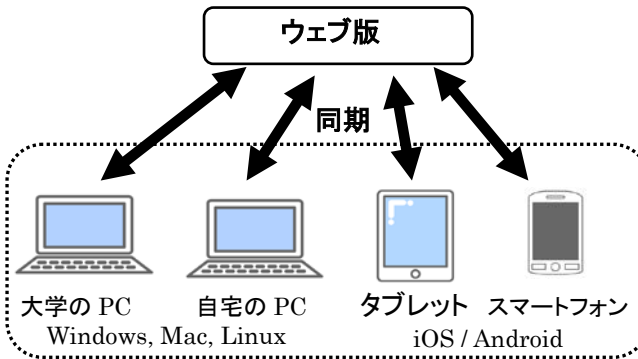 ウェブ版
同期
大学の PC 自宅の PC タブレット スマートフォン
Windows, Mac, Linux iOS / Android